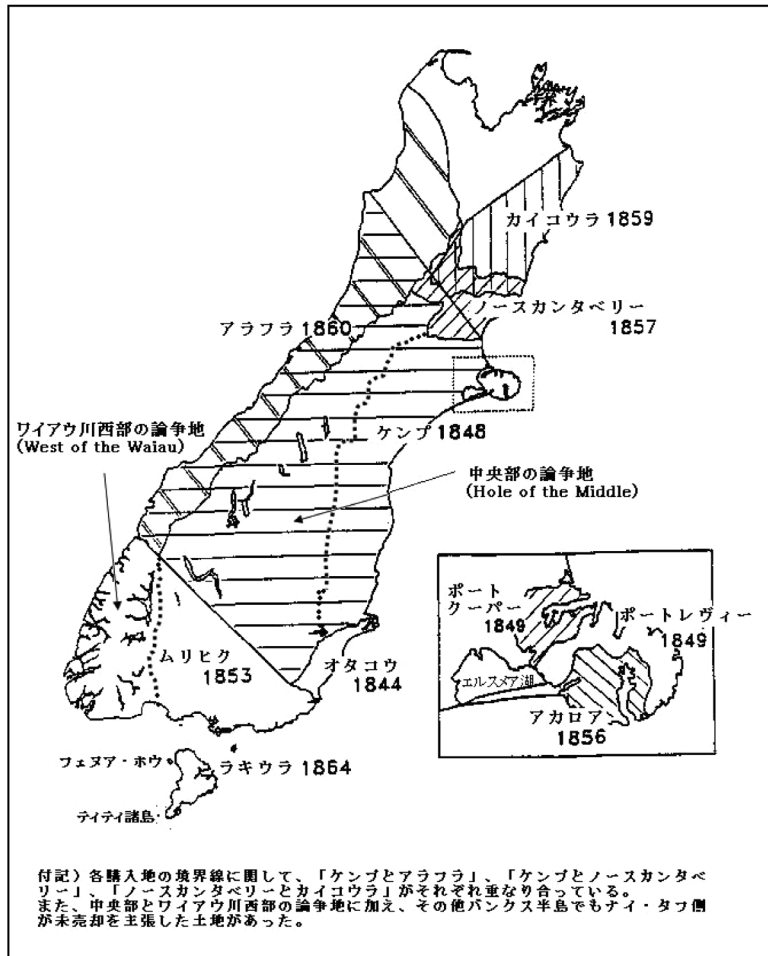 カイコウラ 1859
ノースカンタベリー
1857
アラフラ 1860
ケンプ 1848
ワイアウ川西部の論争地
(West of the Waiau)
中央部の論争地
(Hole of the Middle)
ムリヒク
1853
オタコウ
1844
ポート
クーパー
1849
ポートレヴィー
1849
エルスメア湖
アカロア
1856
フェヌア・ホウ
ラキウラ 1864
ティティ諸島
付記）各購入地の境界線に関して、「ケンプとアラフラ」、「ケンプとノースカンタベ
リー」、「ノースカンタベリーとカイコウラ」がそれぞれ重なり合っている。
また、中央部とワイアウ川西部の論争地に加え、その他バンクス半島でもナイ・タフ側
が未売却を主張した土地があった。